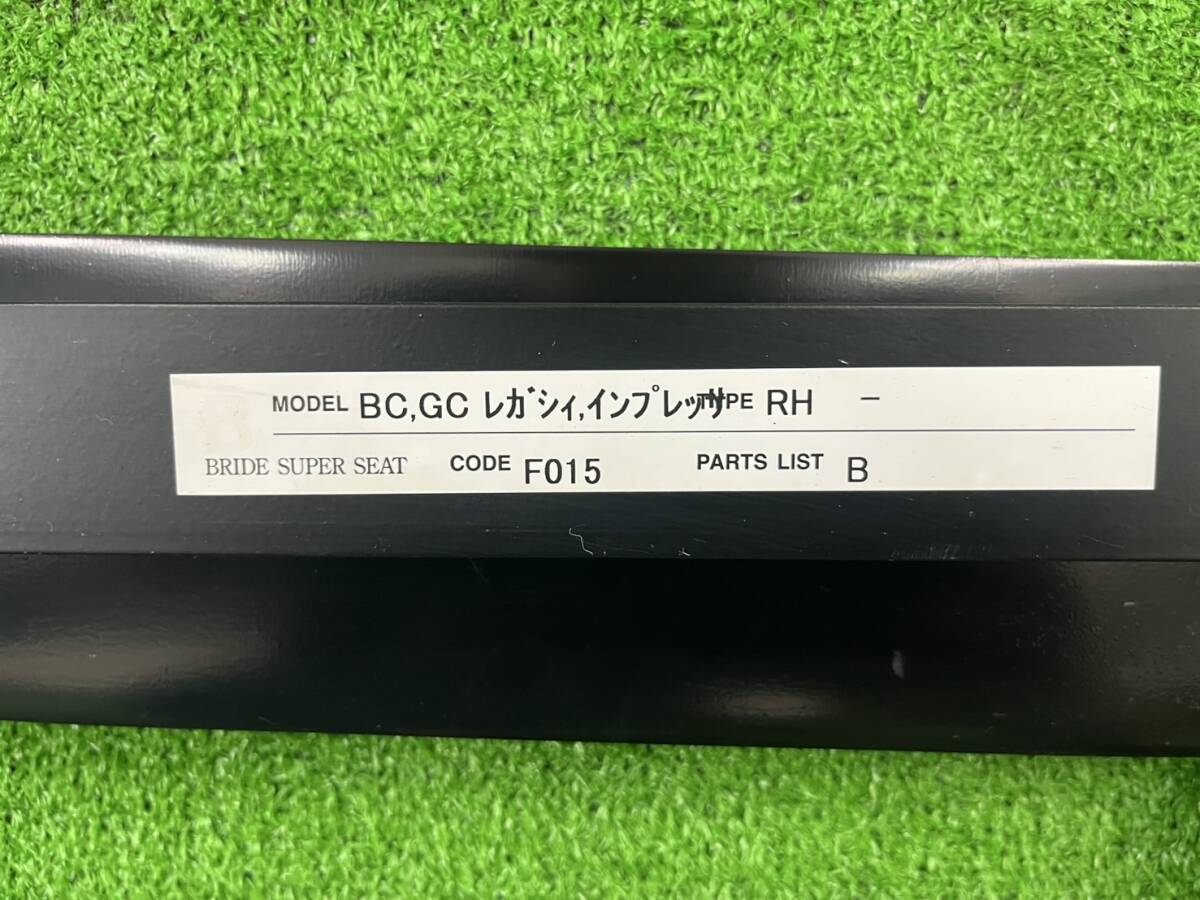 B MODEL BC,GC ﾚｶﾞｼｨ,インプレッサ TYPE RH −
BRIDE SUPER SEAT CODE F015 PARTS LIST B